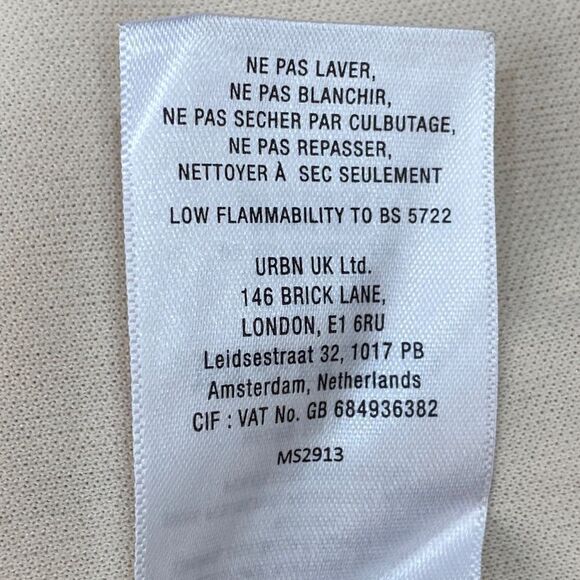 NE PAS LAVER,
NE PAS BLANCHIR,
NE PAS SECHER PAR CULBUTAGE,
NE PAS REPASSER,
NETTOYER À SEC SEULEMENT
LOW FLAMMABILITY TO BS 5722
URBN UK Ltd.
146 BRICK LANE,
LONDON, E1 6RU
Leidsestraat 32, 1017 PB
Amsterdam, Netherlands
CIF : VAT No. GB 684936382
MS2913